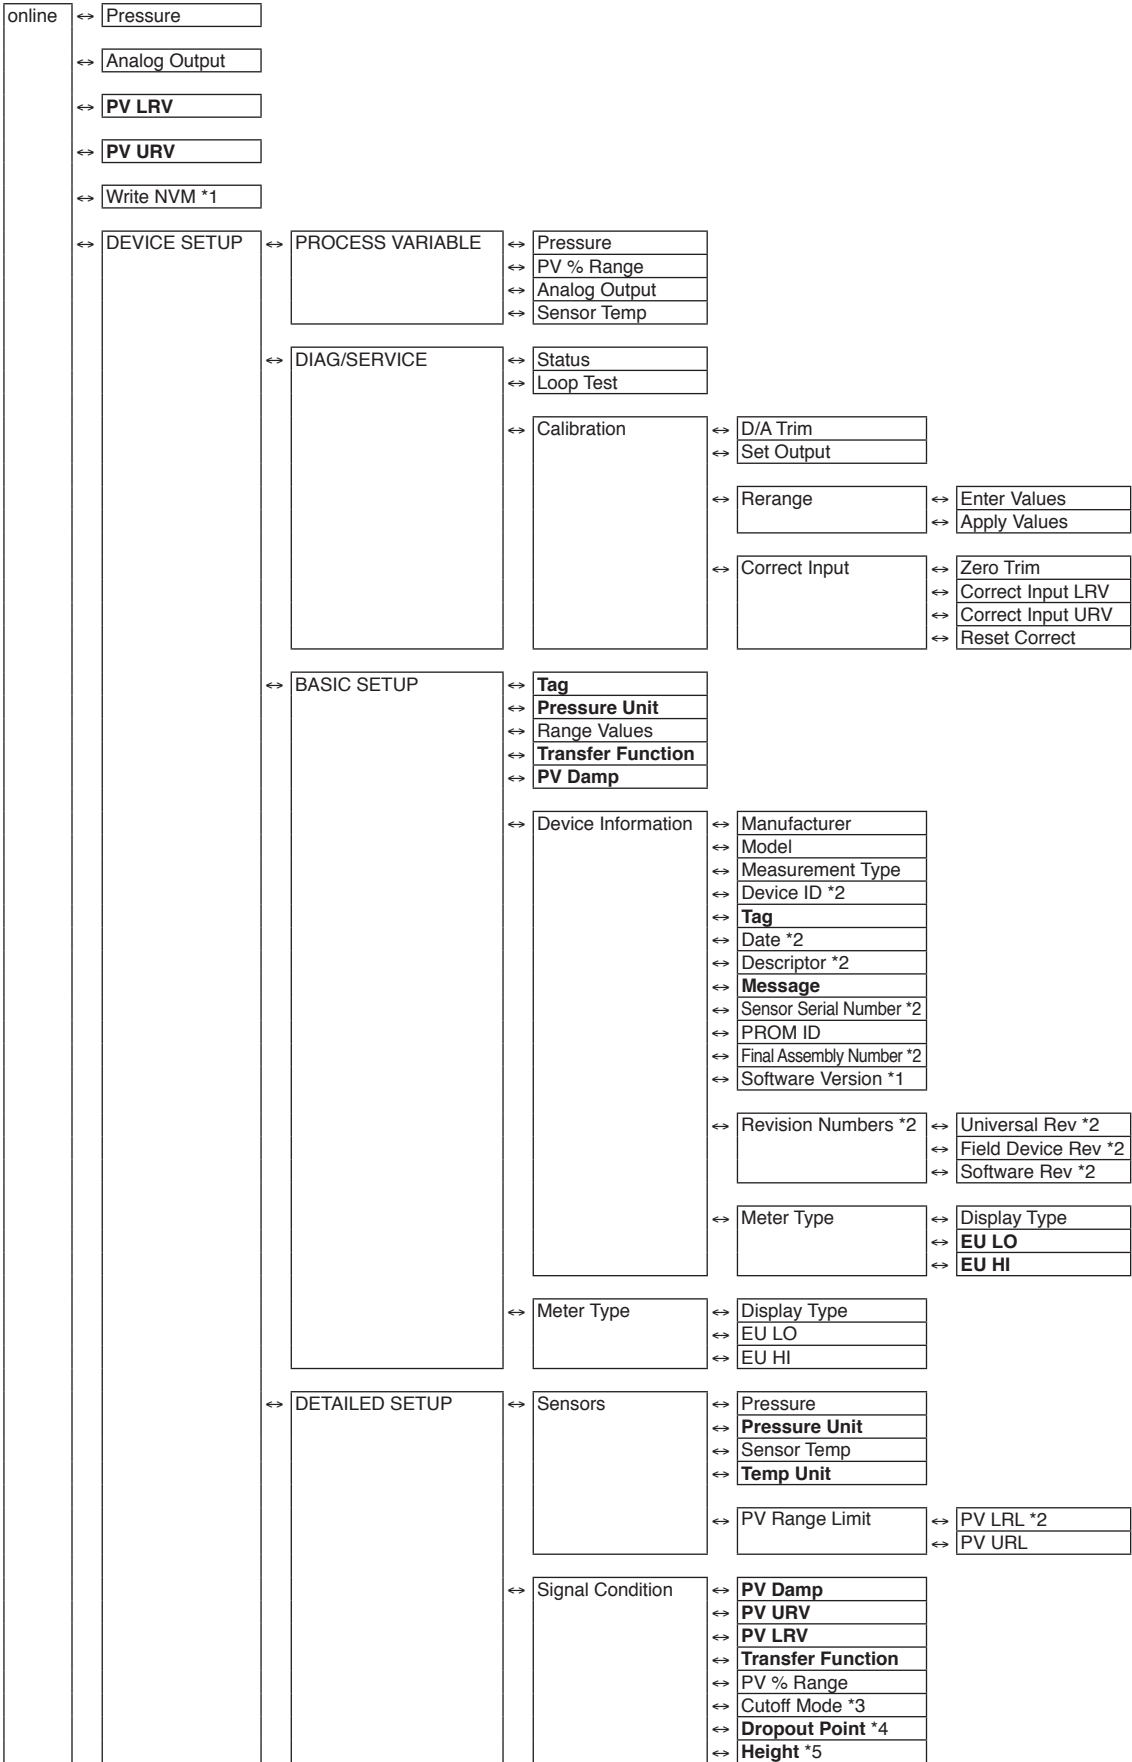 online ↔ Pressure
↔ Analog Output
↔ PV LRV
↔ PV URV
↔ Write NVM *1
↔ DEVICE SETUP ↔ PROCESS VARIABLE ↔ Pressure
↔ PV % Range
↔ Analog Output
↔ Sensor Temp
↔ DIAG/SERVICE ↔ Status
↔ Loop Test
↔ Calibration ↔ D/A Trim
↔ Set Output
↔ Rerange ↔ Enter Values
↔ Apply Values
↔ Correct Input ↔ Zero Trim
↔ Correct Input LRV
↔ Correct Input URV
↔ Reset Correct
↔ BASIC SETUP ↔ Tag
↔ Pressure Unit
↔ Range Values
↔ Transfer Function
↔ PV Damp
↔ Device Information ↔ Manufacturer
↔ Model
↔ Measurement Type
↔ Device ID *2
↔ Tag
↔ Date *2
↔ Descriptor *2
↔ Message
↔ Sensor Serial Number *2
↔ PROM ID
↔ Final Assembly Number *2
↔ Software Version *1
↔ Revision Numbers *2 ↔ Universal Rev *2
↔ Field Device Rev *2
↔ Software Rev *2
↔ Meter Type ↔ Display Type
↔ EU LO
↔ EU HI
↔ Meter Type ↔ Display Type
↔ EU LO
↔ EU HI
↔ DETAILED SETUP ↔ Sensors ↔ Pressure
↔ Pressure Unit
↔ Sensor Temp
↔ Temp Unit
↔ PV Range Limit ↔ PV LRL *2
↔ PV URL
↔ Signal Condition ↔ PV Damp
↔ PV URV
↔ PV LRV
↔ Transfer Function
↔ PV % Range
↔ Cutoff Mode *3
↔ Dropout Point *4
↔ Height *5